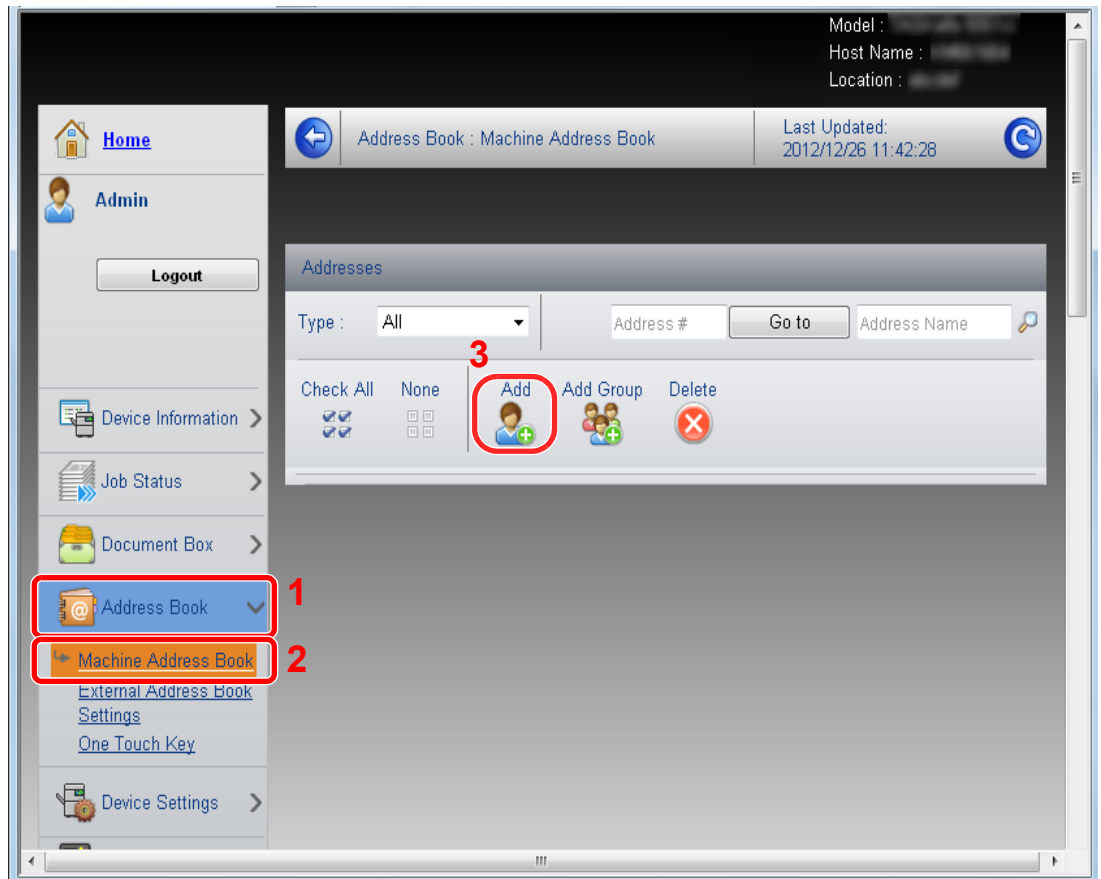 Model :
Host Name :
Location :
Home
Address Book : Machine Address Book
Last Updated:
2012/12/26 11:42:28
Admin
Logout
Addresses
Type :
All
Address #
Go to
Address Name
3
Check All
None
Add
Add Group
Delete
Device Information
Job Status
Document Box
Address Book
1
Machine Address Book
2
External Address Book
Settings
One Touch Key
Device Settings